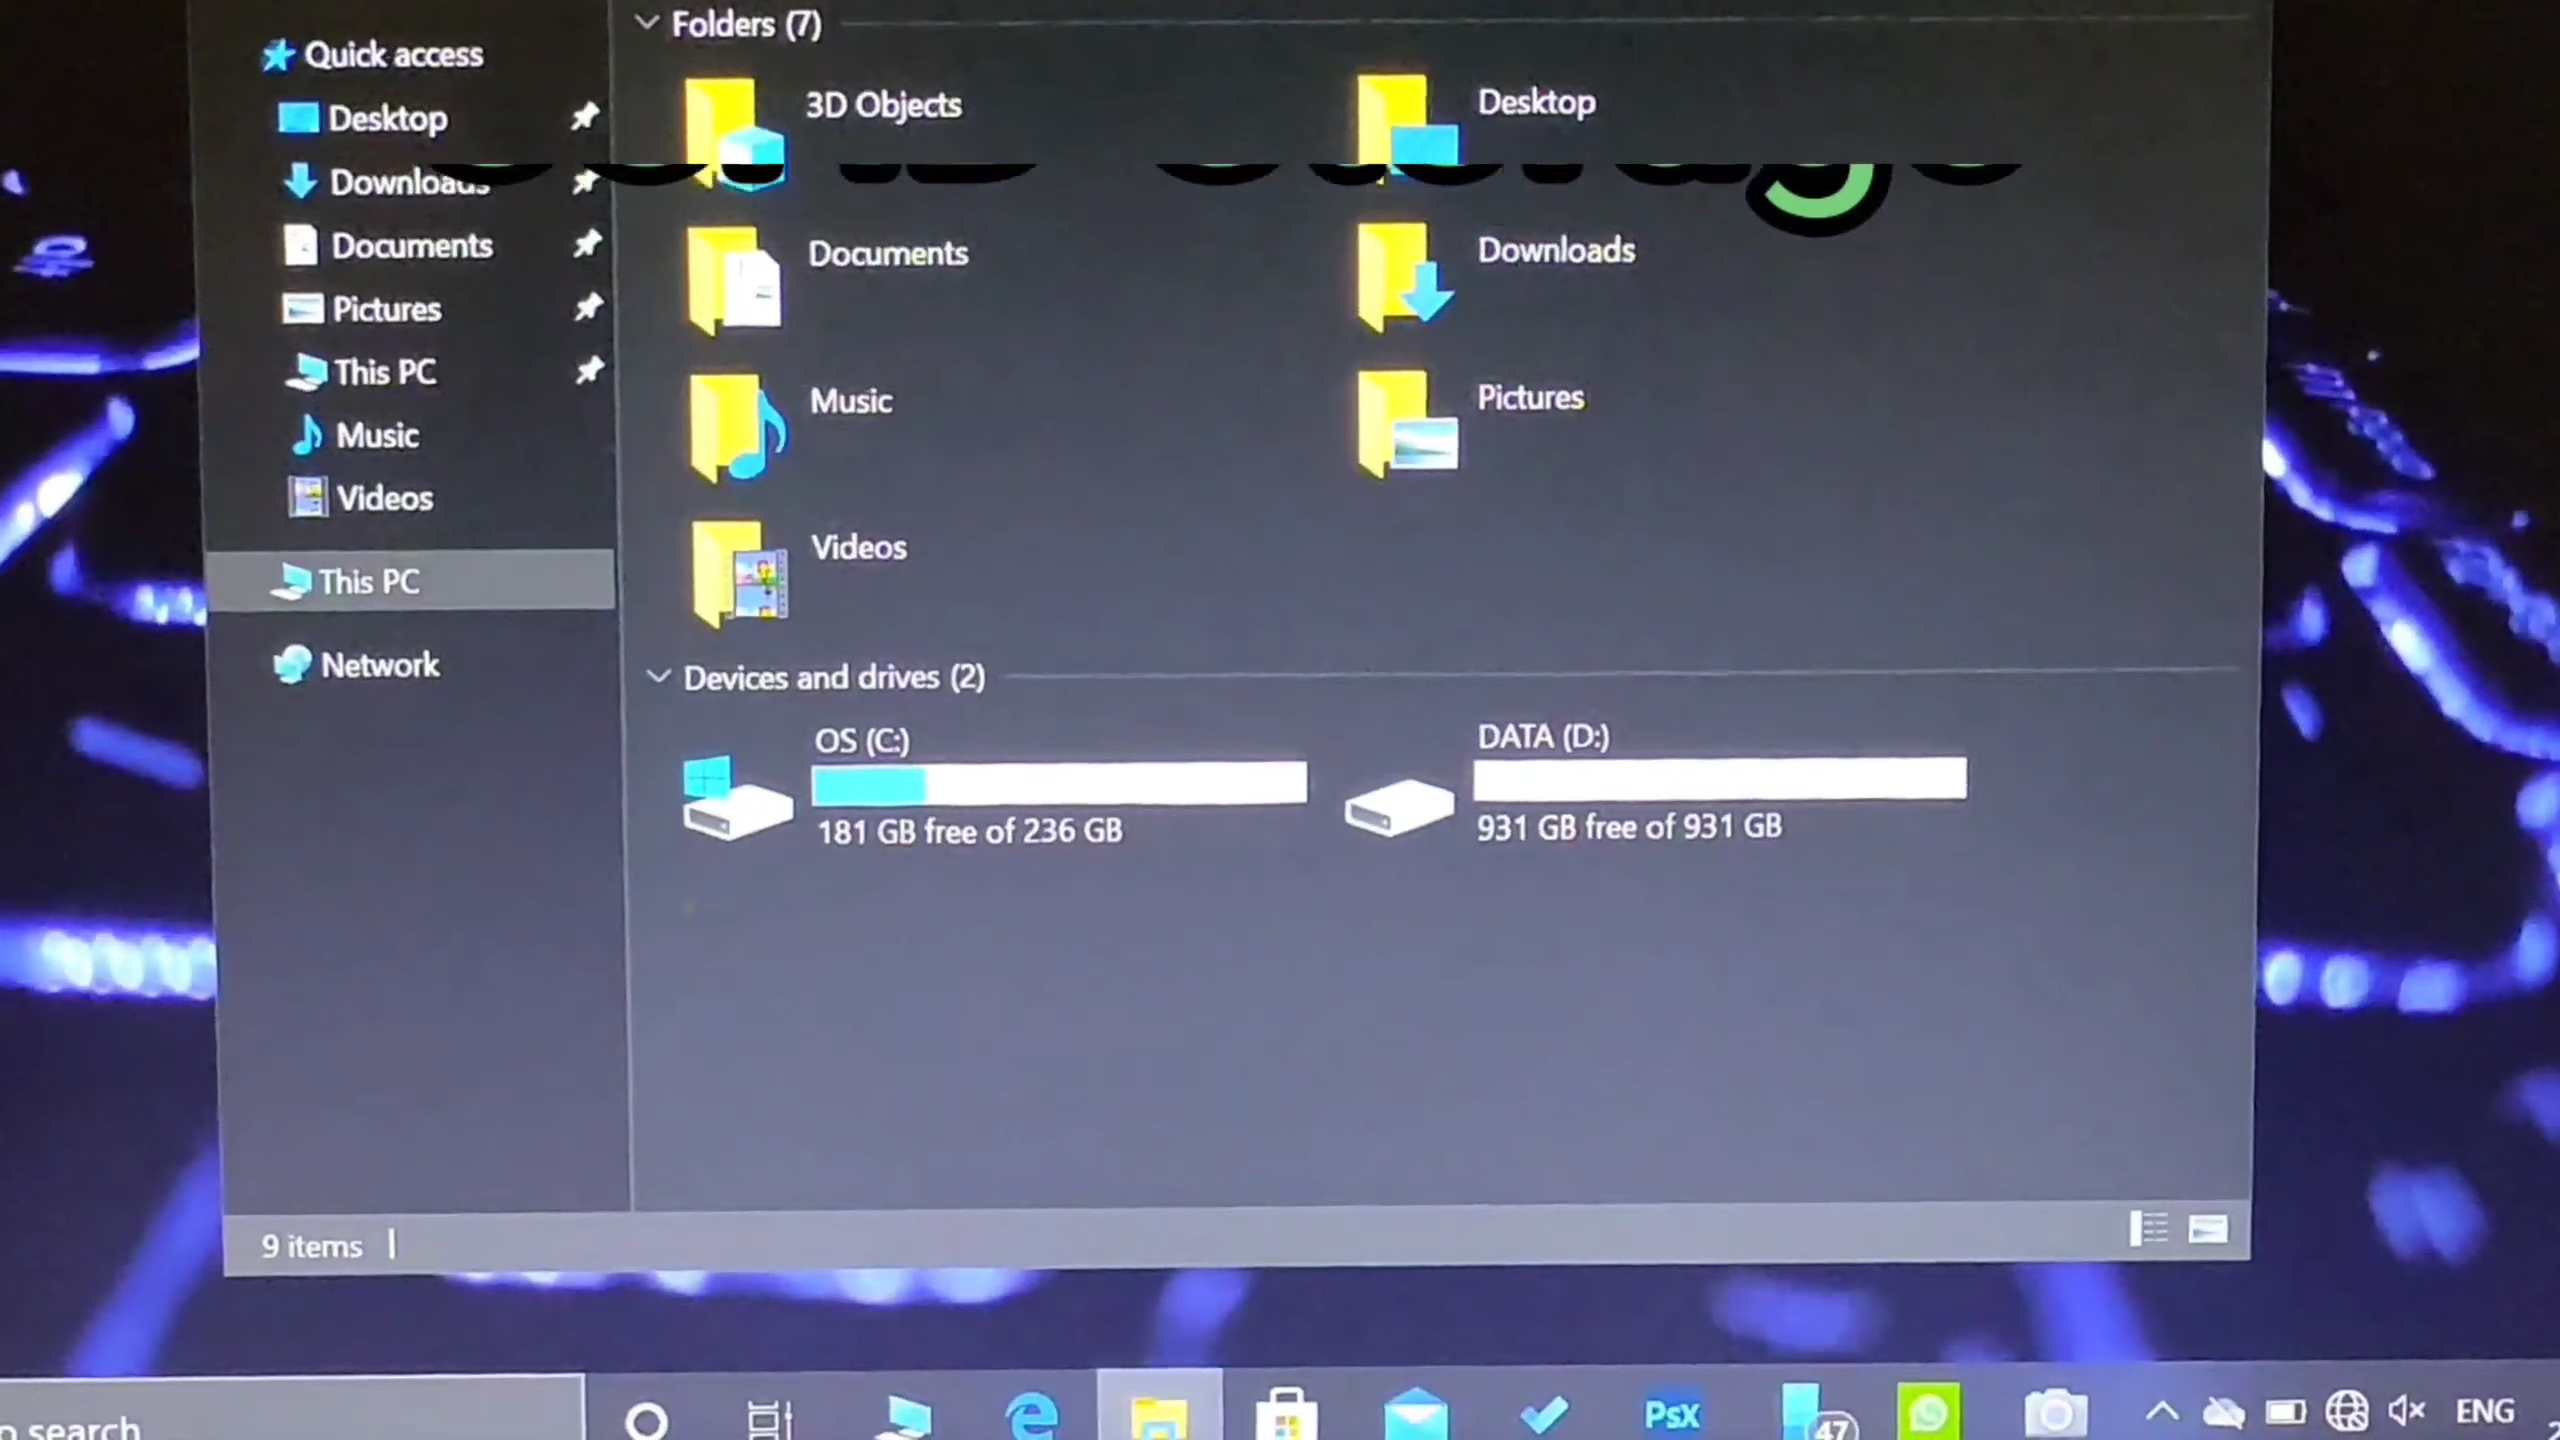 Folders (7)
Quick access
Desktop
Downloads
Documents
Pictures
This PC
Music
Videos
This PC
Network
3D Objects
Desktop
Documents
Downloads
Music
Pictures
Videos
Devices and drives (2)
OS (C:)
181 GB free of 236 GB
DATA (D:)
931 GB free of 931 GB
9 items
o search
PsX
47
ENG